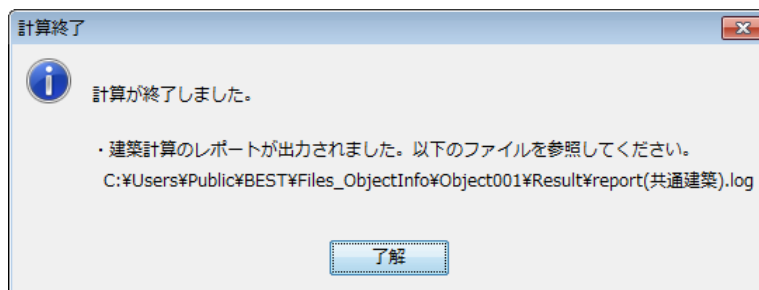 計算終了
計算が終了しました。
・建築計算のレポートが出力されました。以下のファイルを参照してください。
C:¥Users¥Public¥BEST¥Files_ObjectInfo¥Object001¥Result¥report(共通建築).log
了解